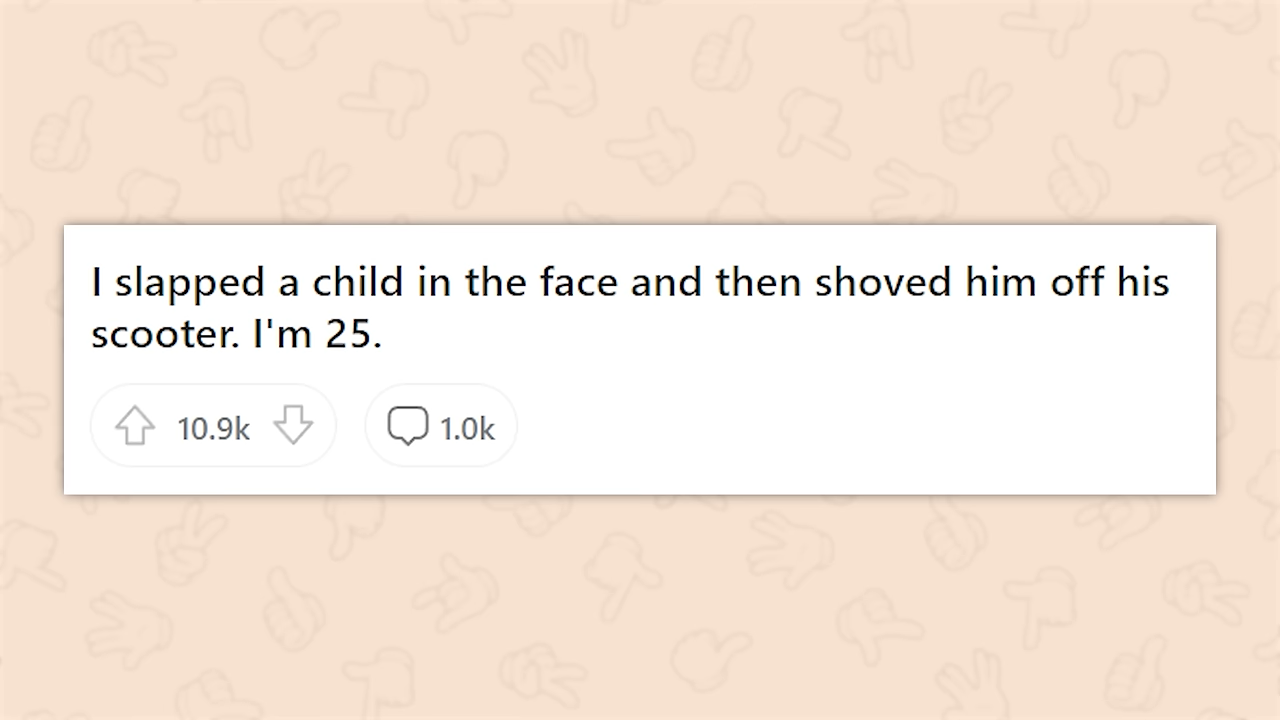 I slapped a child in the face and then shoved him off his
scooter. I'm 25.
10.9k 1.0k